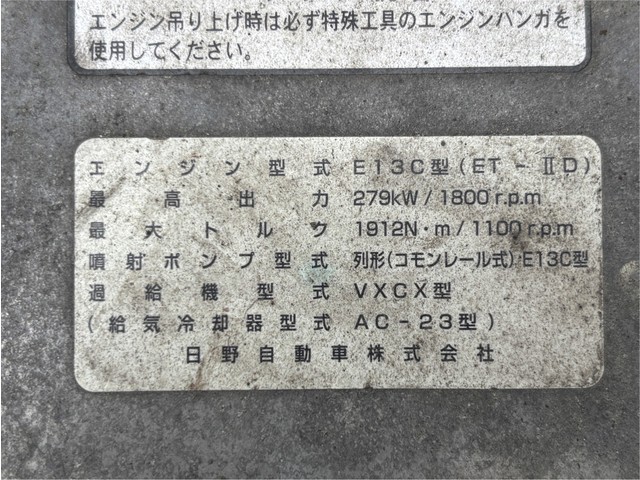 エンジン吊り上げ時は必ず特殊工具のエンジンハンガを
使用してください。
エンジン型式 E13C型(ET-ⅡD)
最高出力 279kW/1800r.p.m
最大トルク 1912N・m/1100r.p.m
噴射ポンプ型式 列形(コモンレール式)E13C型
過給機型式 VXCX型
(給気冷却器型式 AC-23型)
日野自動車株式会社